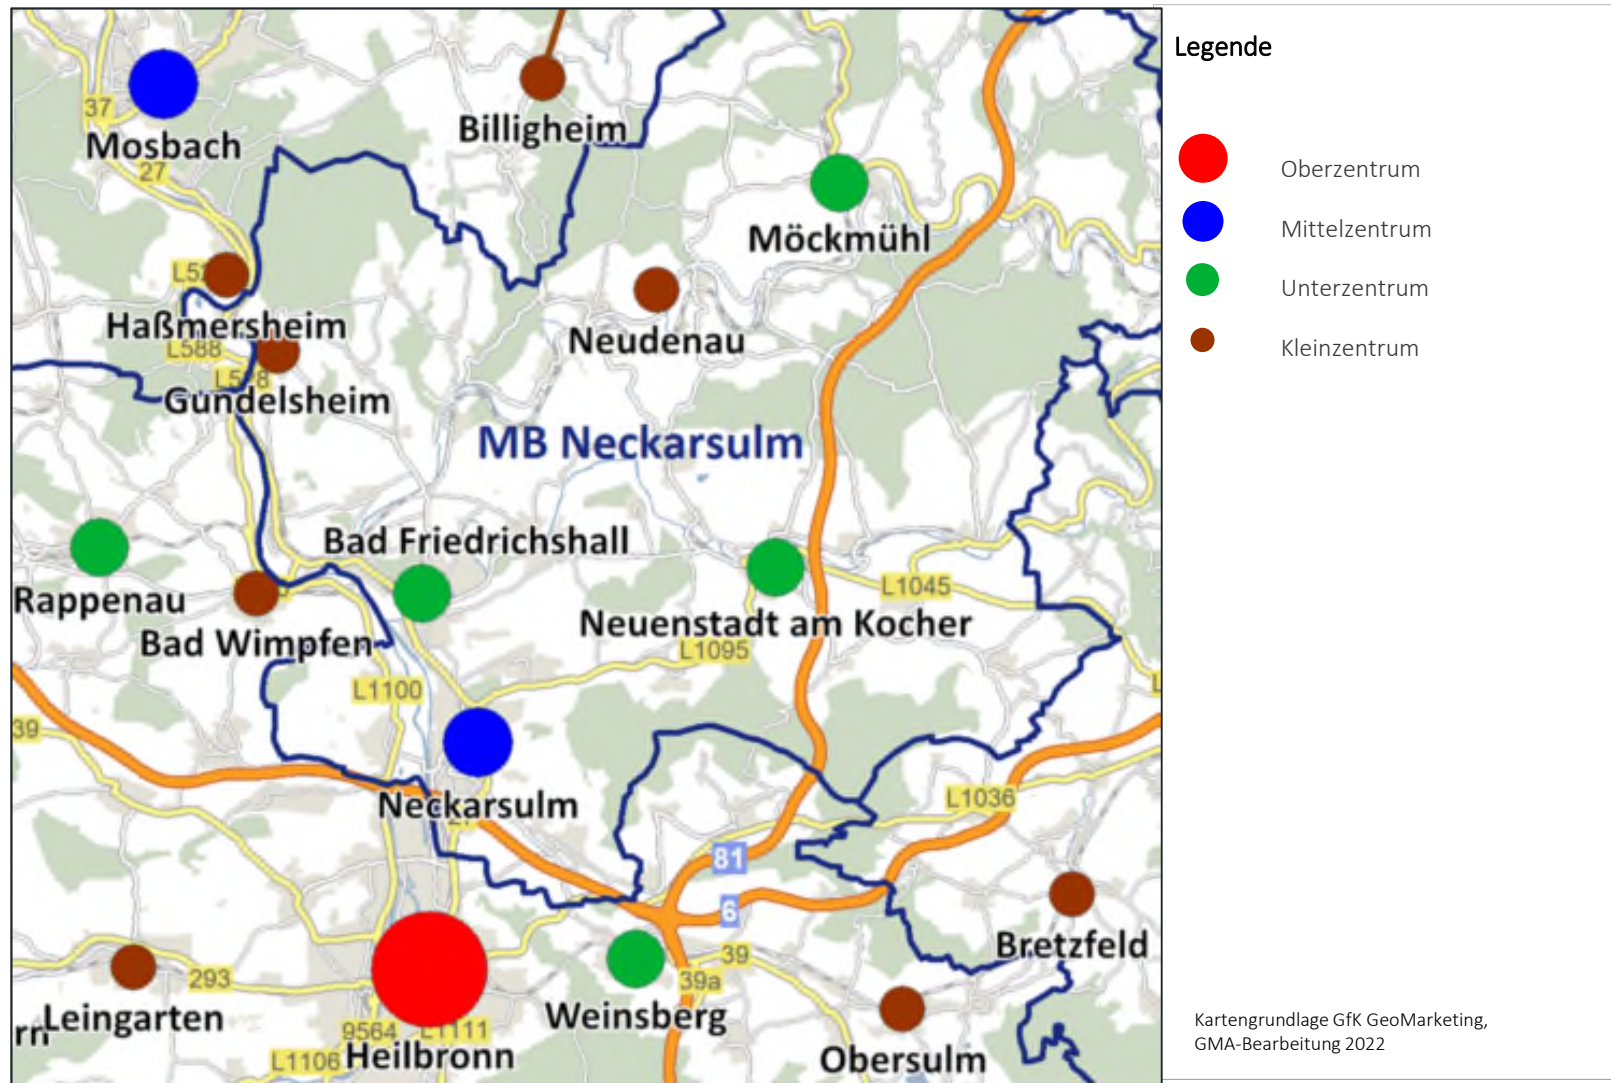 Legende
Oberzentrum
Mittelzentrum
Unterzentrum
Kleinzentrum
Kartengrundlage GfK GeoMarketing,
GMA-Bearbeitung 2022
37
Mosbach
27
Billigheim
Möckmühl
Haßmersheim
L588
Gundelsheim
Neudenau
MB Neckarsulm
Bad Friedrichshall
Rappenau
Bad Wimpfen
Neuenstadt am Kocher
L1045
L1095
L1100
39
Neckarsulm
L1036
81
6
Bretzfeld
39
39a
293
Leingarten
rn
Weinsberg
9564
L1111
L1106
Heilbronn
Obersulm